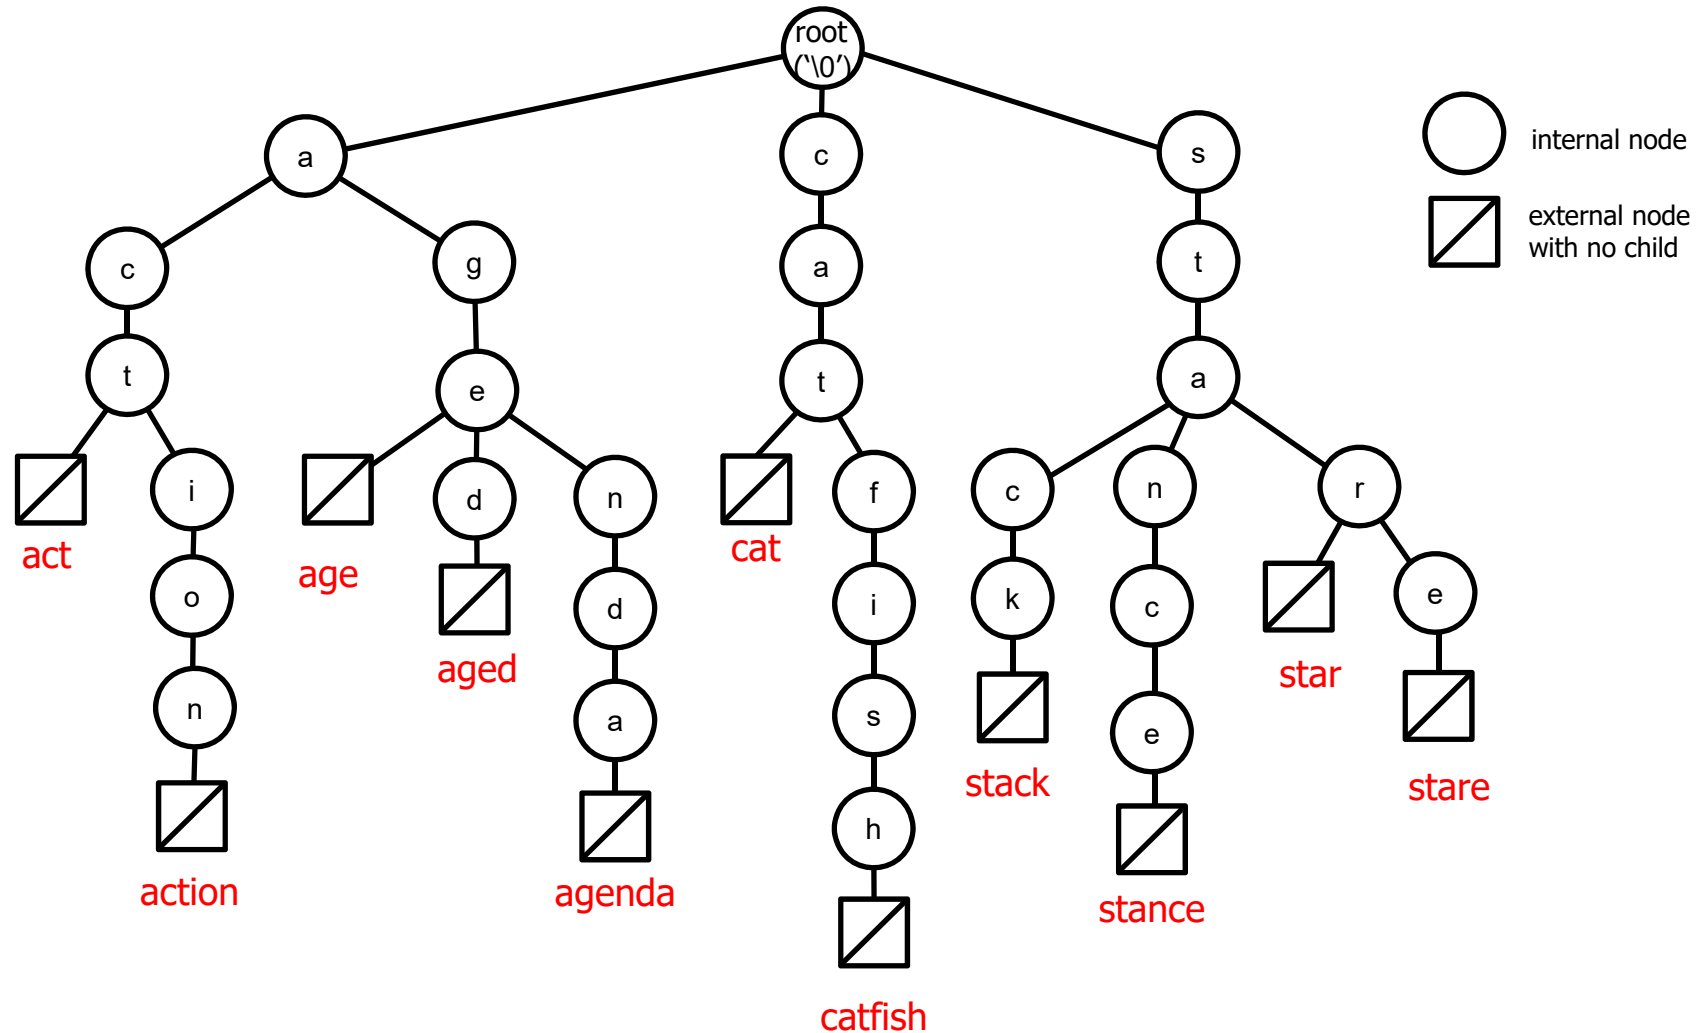 root
(‘\0’)
a
c
s
internal node
external node
with no child
c
g
a
t
t
e
t
a
i
d
n
f
c
n
r
act
age
cat
o
d
i
k
c
e
aged
star
n
a
s
e
stack
stare
action
agenda
h
stance
catfish